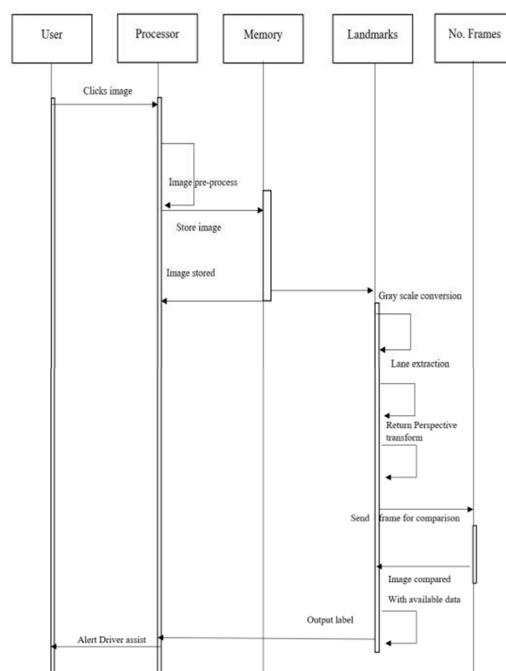 User
Processor
Memory
Landmarks
No. Frames
Clicks image
Image pre-process
Store image
Image stored
Gray scale conversion
Lane extraction
Return Perspective
transform
Send frame for comparison
Image compared
With available data
Output label
Alert Driver assist